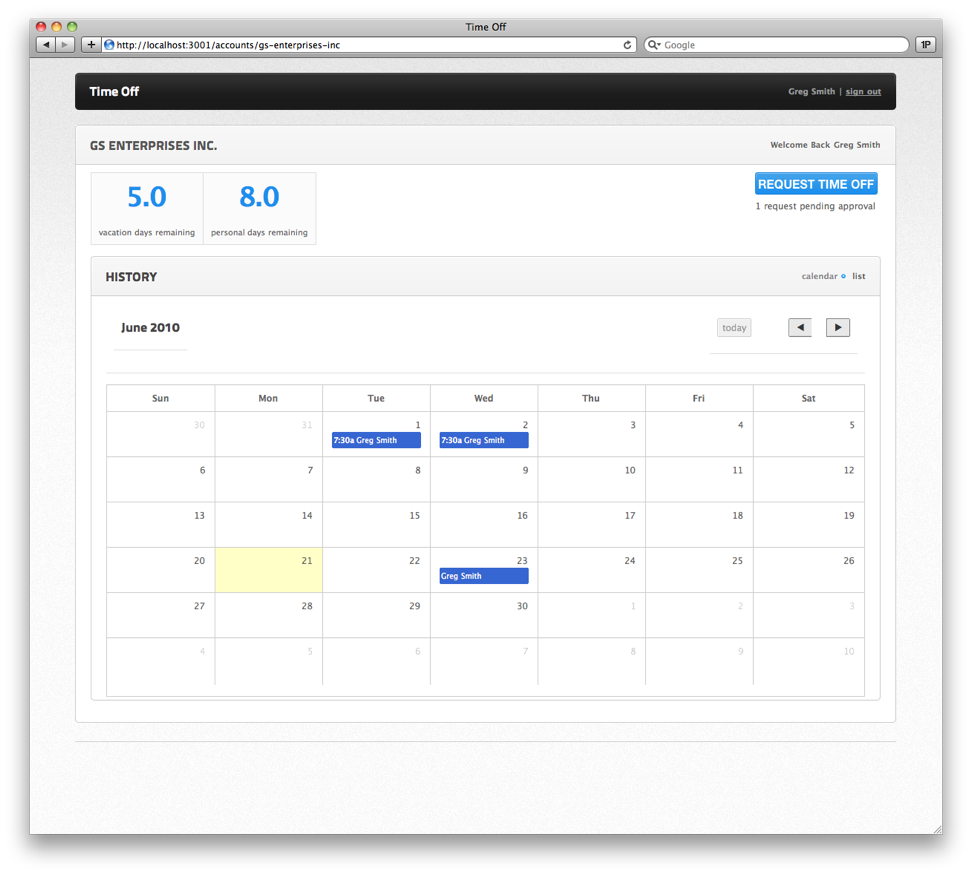 Time Off
http://localhost:3001/accounts/gs-enterprises-inc
Google
1P
Time Off
Greg Smith | sign out
GS ENTERPRISES INC.
Welcome Back Greg Smith
5.0
vacation days remaining
8.0
personal days remaining
REQUEST TIME OFF
1 request pending approval
HISTORY
calendar list
June 2010
today
Sun Mon Tue Wed Thu Fri Sat
30 31 1 2 3 4 5
7:30a Greg Smith 7:30a Greg Smith
6 7 8 9 10 11 12
13 14 15 16 17 18 19
20 21 22 23 24 25 26
Greg Smith
27 28 29 30 1 2 3
4 5 6 7 8 9 10